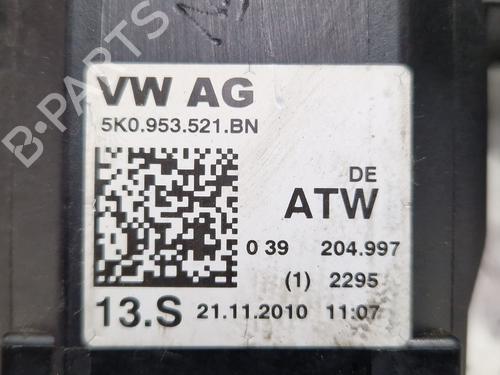 VW AG
5K0.953.521.BN
DE
ATW
0 39 204.997
(1) 2295
13.S 21.11.2010 11:07
B-PARTS